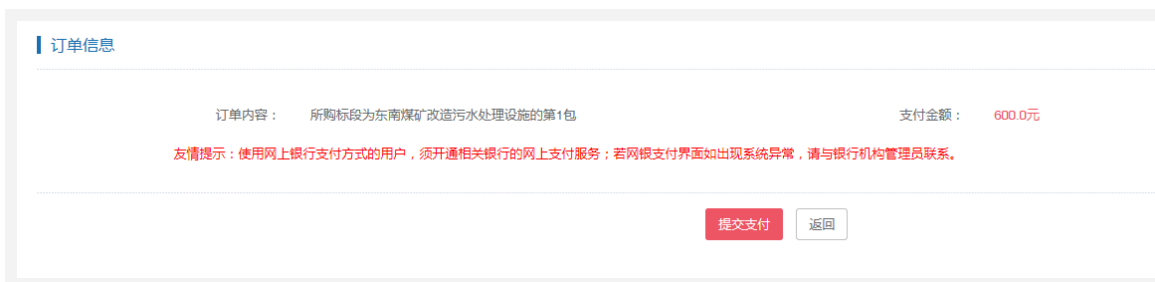 订单信息
订单内容： 所购标段为东南煤矿改造污水处理设施的第1包 支付金额： 600.0元
友情提示：使用网上银行支付方式的用户，须开通相关银行的网上支付服务；若网银支付界面如出现系统异常，请与银行机构管理员联系。
提交支付 返回